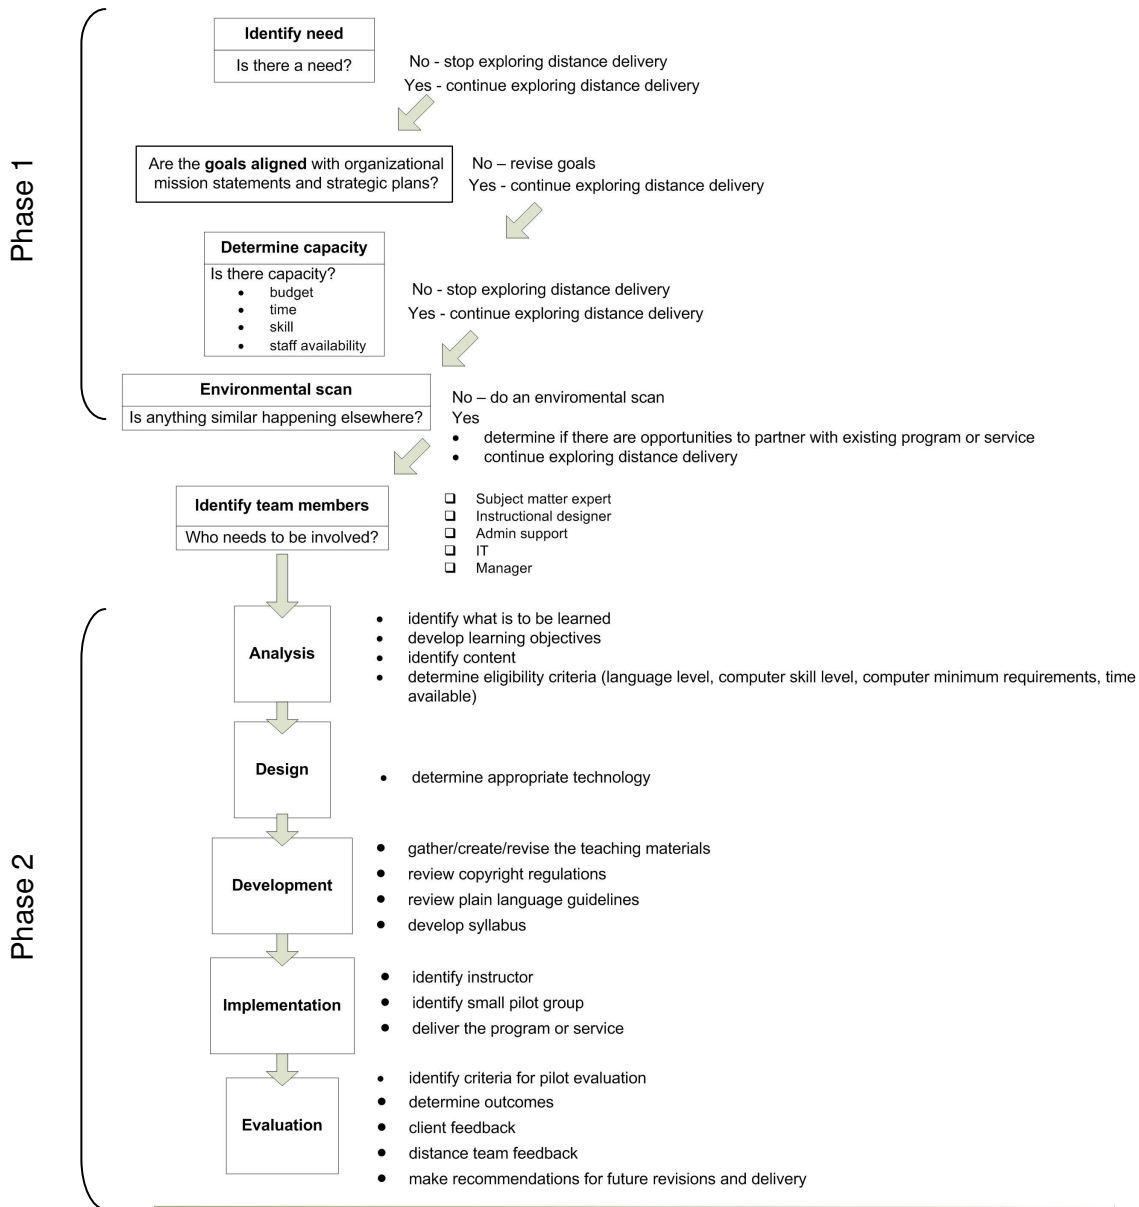 Phase 1
Identify need
Is there a need?
No - stop exploring distance delivery
Yes - continue exploring distance delivery
Are the goals aligned with organizational
mission statements and strategic plans?
No – revise goals
Yes - continue exploring distance delivery
Determine capacity
Is there capacity?
• budget
• time
• skill
• staff availability
No - stop exploring distance delivery
Yes - continue exploring distance delivery
Environmental scan
Is anything similar happening elsewhere?
No – do an enviromental scan
Yes
• determine if there are opportunities to partner with existing program or service
• continue exploring distance delivery
Identify team members
Who needs to be involved?
❑ Subject matter expert
❑ Instructional designer
❑ Admin support
❑ IT
❑ Manager
Phase 2
Analysis
• identify what is to be learned
• develop learning objectives
• identify content
• determine eligibility criteria (language level, computer skill level, computer minimum requirements, time
available)
Design
• determine appropriate technology
Development
• gather/create/revise the teaching materials
• review copyright regulations
• review plain language guidelines
• develop syllabus
Implementation
• identify instructor
• identify small pilot group
• deliver the program or service
Evaluation
• identify criteria for pilot evaluation
• determine outcomes
• client feedback
• distance team feedback
• make recommendations for future revisions and delivery